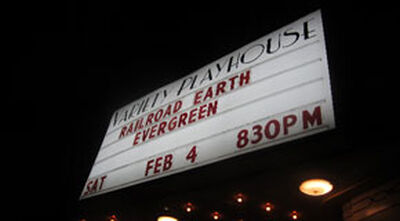 VARIETY PLAYHOUSE
RAILROAD EARTH
EVERGREEN
SAT FEB 4 830PM